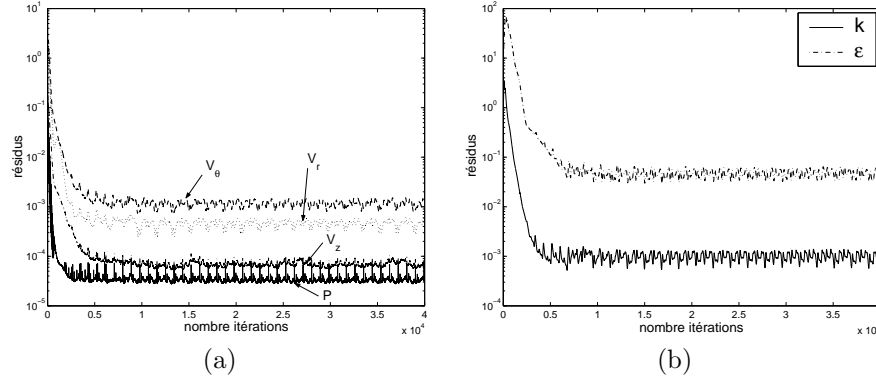 10^1
10^0
10^-1
10^-2
10^-3
10^-4
10^-5
résidus
V_θ
V_r
V_z
P
0
0.5
1
1.5
2
2.5
3
3.5
4
x 10^4
nombre itérations
(a)
10^2
10^1
10^0
10^-1
10^-2
10^-3
10^-4
résidus
k
ε
0
0.5
1
1.5
2
2.5
3
3.5
x 10^
nombre itérations
(b)